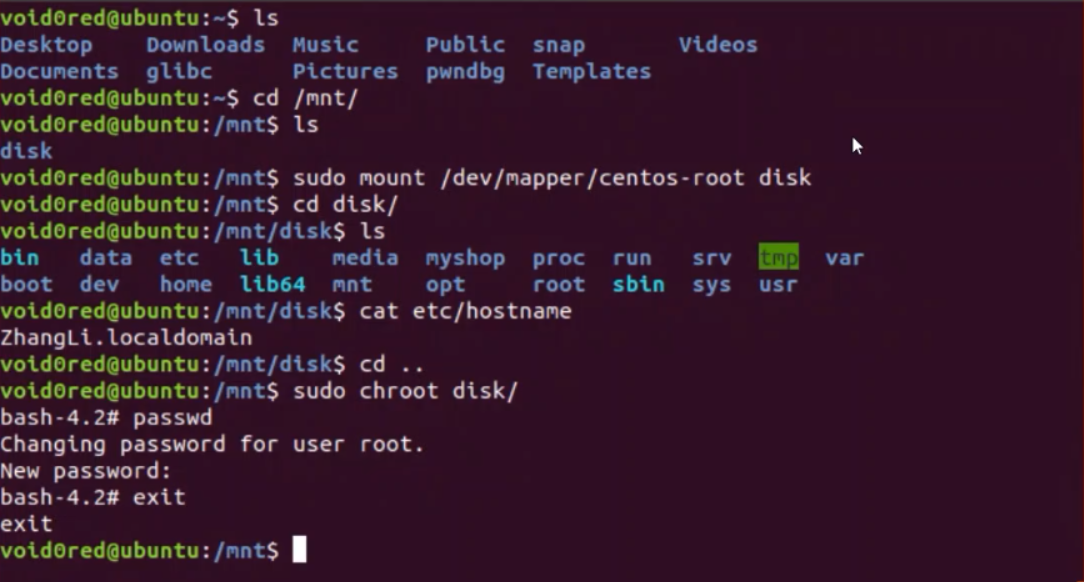 void0red@ubuntu:~$ ls
Desktop    Downloads  Music     Public  snap       Videos
Documents  glibc      Pictures  pwndbg  Templates
void0red@ubuntu:~$ cd /mnt/
void0red@ubuntu:/mnt$ ls
disk
void0red@ubuntu:/mnt$ sudo mount /dev/mapper/centos-root disk
void0red@ubuntu:/mnt$ cd disk/
void0red@ubuntu:/mnt/disk$ ls
bin   data  etc   lib    media  myshop  proc  run   srv  tmp  var
boot  dev   home  lib64  mnt    opt     root  sbin  sys  usr
void0red@ubuntu:/mnt/disk$ cat etc/hostname
ZhangLi.localdomain
void0red@ubuntu:/mnt/disk$ cd ..
void0red@ubuntu:/mnt$ sudo chroot disk/
bash-4.2# passwd
Changing password for user root.
New password:
bash-4.2# exit
exit
void0red@ubuntu:/mnt$